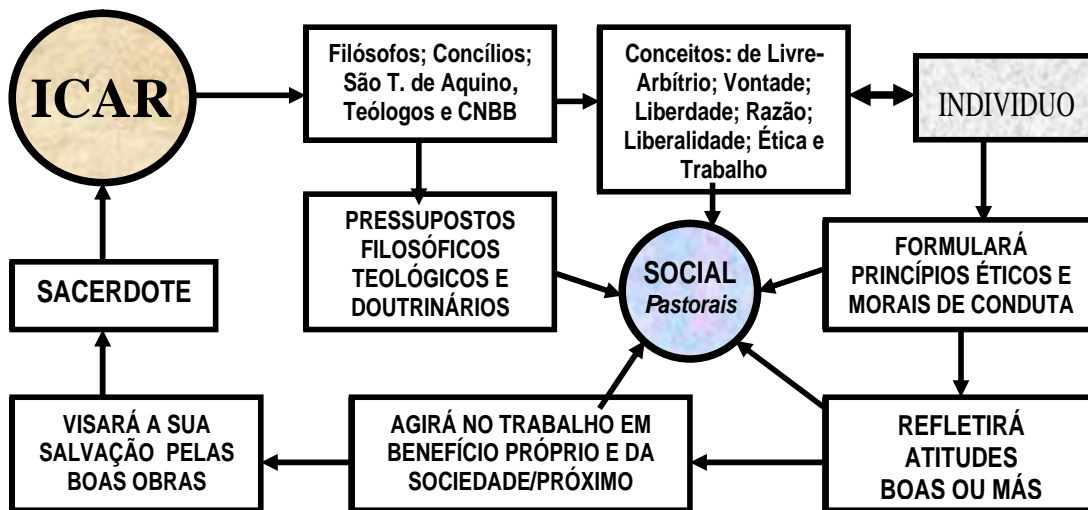 ICAR
Filósofos; Concílios;
São T. de Aquino,
Teólogos e CNBB
Conceitos: de Livre-
Arbítrio; Vontade;
Liberdade; Razão;
Liberalidade; Ética e
Trabalho
INDIVIDUO
PRESSUPOSTOS
FILOSÓFICOS
TEOLÓGICOS E
DOUTRINÁRIOS
SOCIAL
Pastorais
FORMULARÁ
PRINCÍPIOS ÉTICOS E
MORAIS DE CONDUTA
SACERDOTE
VISARÁ A SUA
SALVAÇÃO PELAS
BOAS OBRAS
AGIRÁ NO TRABALHO EM
BENEFÍCIO PRÓPRIO E DA
SOCIEDADE/PRÓXIMO
REFLETIRÁ
ATITUDES
BOAS OU MÁS